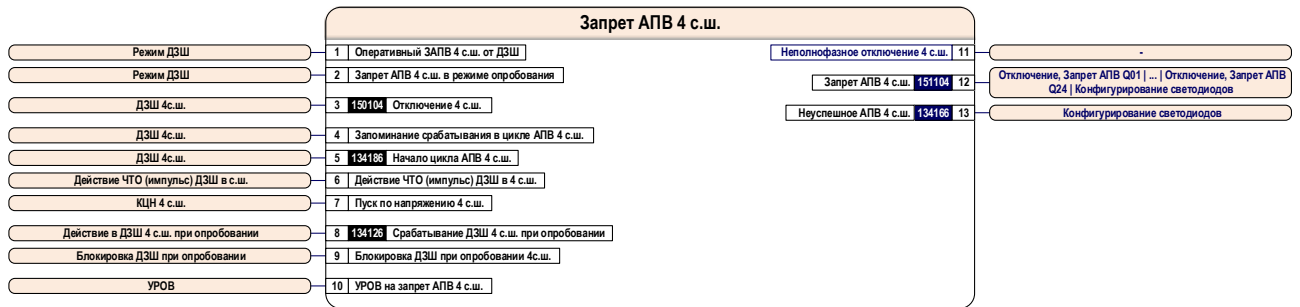 Запрет АПВ 4 с.ш.
Режим ДЗШ 1 Оперативный ЗАПВ 4 с.ш. от ДЗШ
Неполнофазное отключение 4 с.ш. 11 -
Режим ДЗШ 2 Запрет АПВ 4 с.ш. в режиме опробования
Запрет АПВ 4 с.ш. 151104 12
Отключение, Запрет АПВ Q01 | ... | Отключение, Запрет АПВ
Q24 | Конфигурирование светодиодов
ДЗШ 4с.ш. 3 150104 Отключение 4 с.ш.
Неуспешное АПВ 4 с.ш. 134166 13 Конфигурирование светодиодов
ДЗШ 4с.ш. 4 Запоминание срабатывания в цикле АПВ 4 с.ш.
ДЗШ 4с.ш. 5 134186 Начало цикла АПВ 4 с.ш.
Действие ЧТО (импульс) ДЗШ в с.ш. 6 Действие ЧТО (импульс) ДЗШ в 4 с.ш.
КЦН 4 с.ш. 7 Пуск по напряжению 4 с.ш.
Действие в ДЗШ 4 с.ш. при опробовании 8 134126 Срабатывание ДЗШ 4 с.ш. при опробовании
Блокировка ДЗШ при опробовании 9 Блокировка ДЗШ при опробовании 4с.ш.
УРОВ 10 УРОВ на запрет АПВ 4 с.ш.